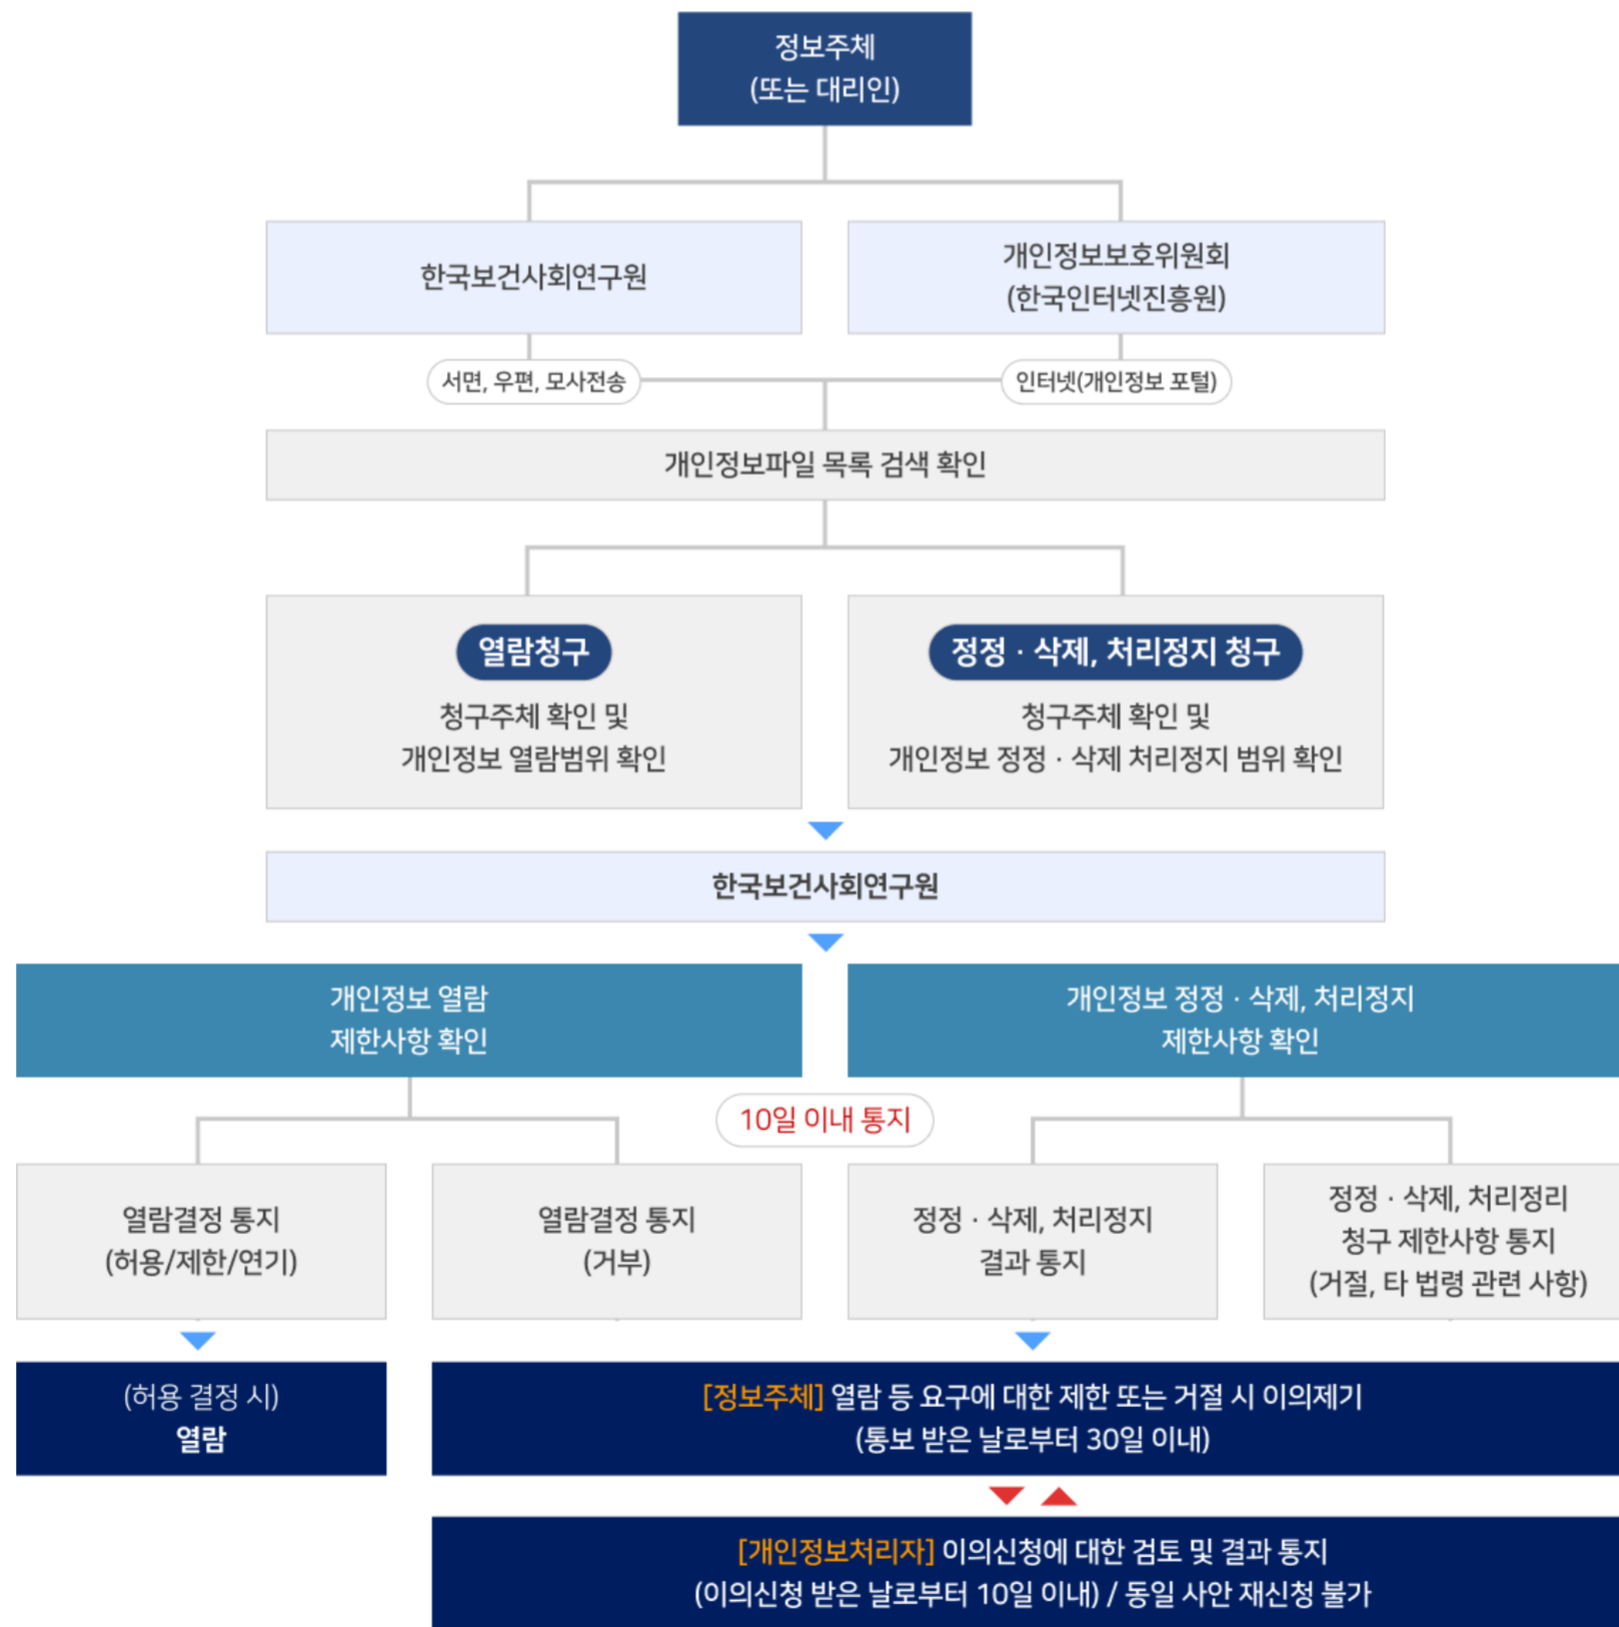 정보주체
(또는 대리인)
한국보건사회연구원
개인정보보호위원회
(한국인터넷진흥원)
서면, 우편, 모사전송
인터넷(개인정보 포털)
개인정보파일 목록 검색 확인
열람청구
청구주체 확인 및
개인정보 열람범위 확인
정정 · 삭제, 처리정지 청구
청구주체 확인 및
개인정보 정정 · 삭제 처리정지 범위 확인
한국보건사회연구원
개인정보 열람
제한사항 확인
개인정보 정정 · 삭제, 처리정지
제한사항 확인
10일 이내 통지
열람결정 통지
(허용/제한/연기)
열람결정 통지
(거부)
정정 · 삭제, 처리정지
결과 통지
정정 · 삭제, 처리정리
청구 제한사항 통지
(거절, 타 법령 관련 사항)
(허용 결정 시)
열람
[정보주체] 열람 등 요구에 대한 제한 또는 거절 시 이의제기
(통보 받은 날로부터 30일 이내)
[개인정보처리자] 이의신청에 대한 검토 및 결과 통지
(이의신청 받은 날로부터 10일 이내) / 동일 사안 재신청 불가